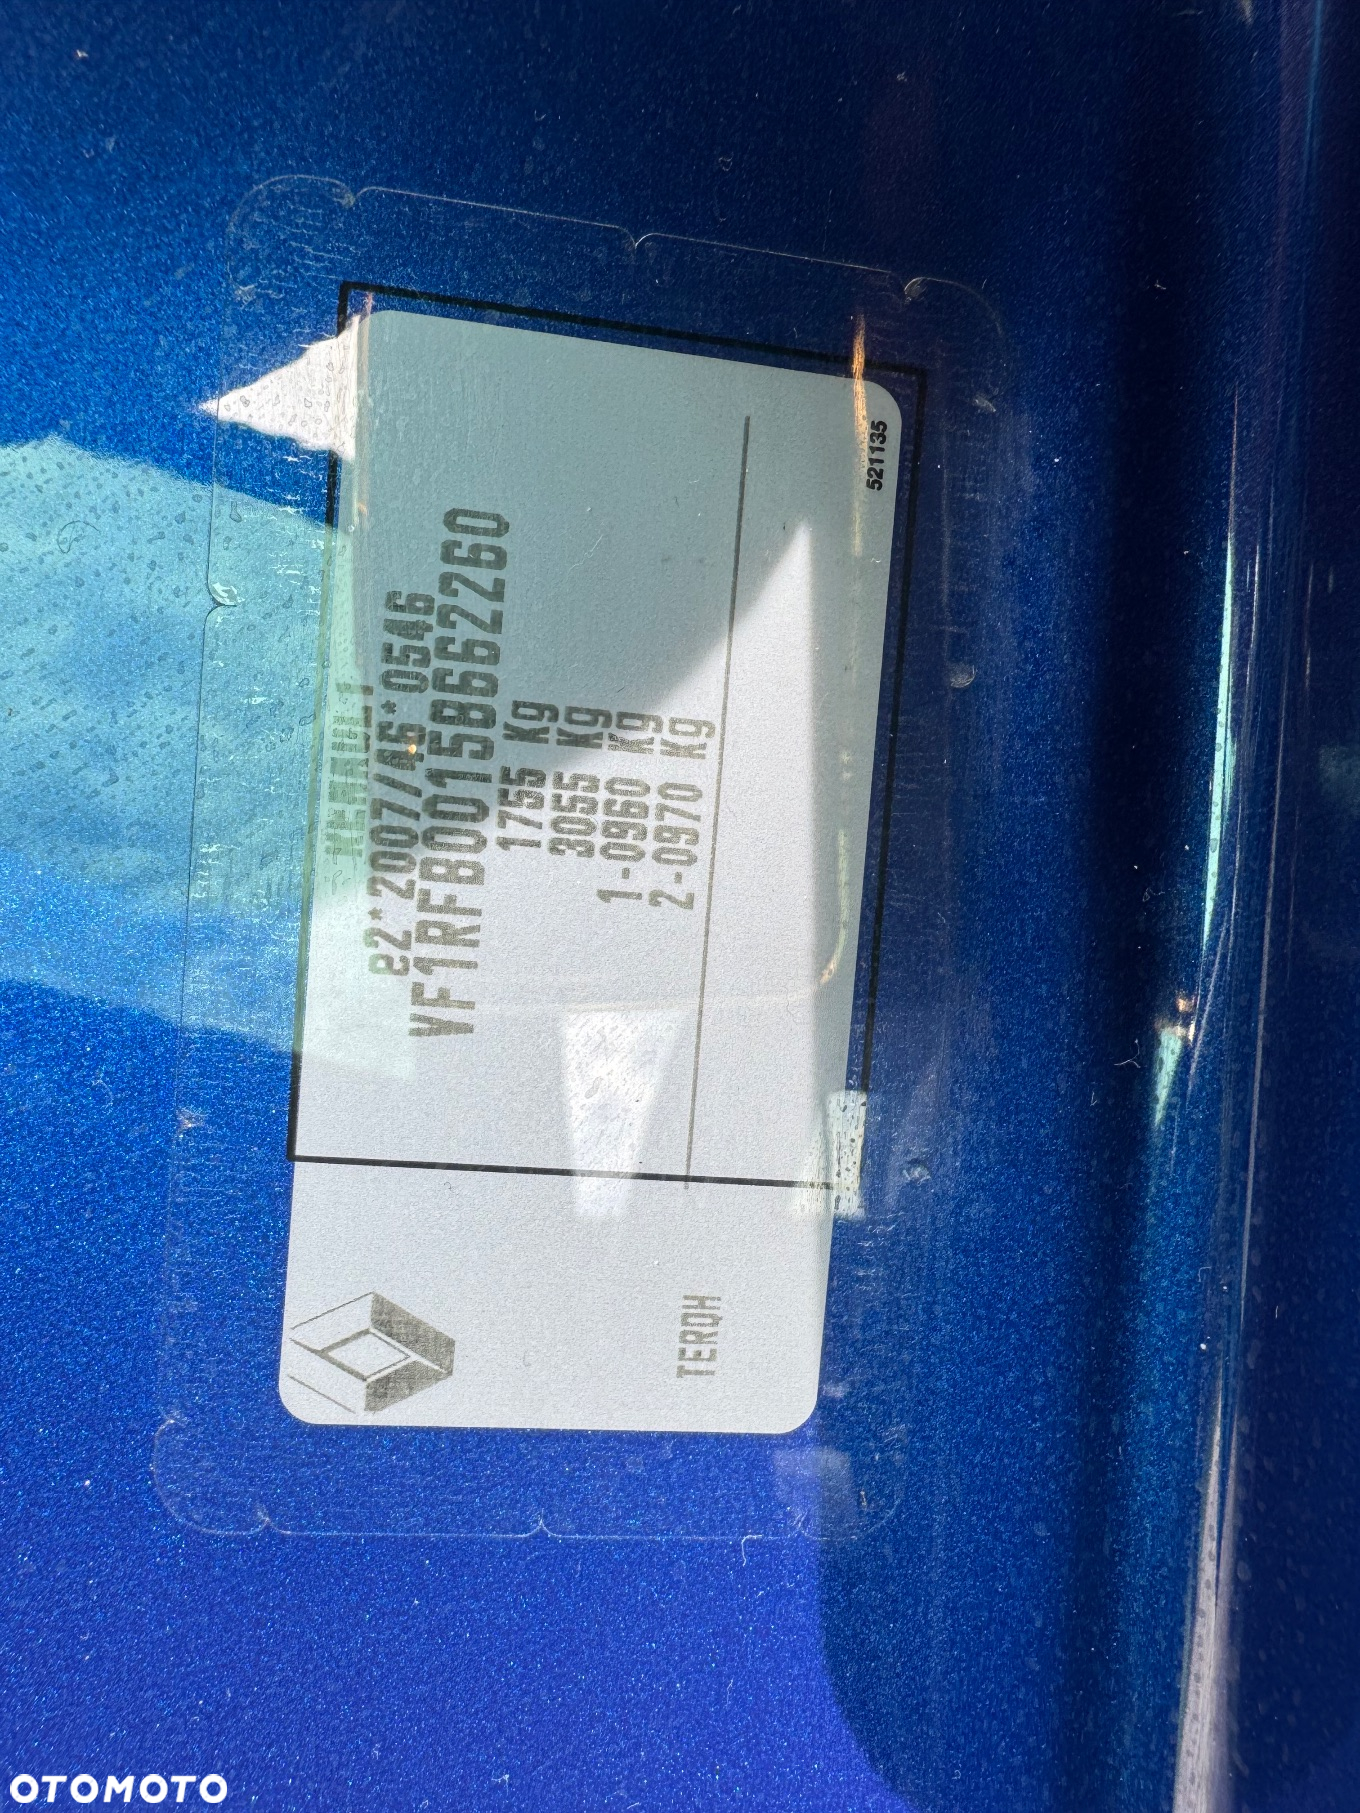 RENAULT
e2*2007/46*0546
VF1RFB00158662260
1755 Kg
3055 Kg
1-0960 Kg
2-0970 Kg
TERQH
521135
OTOMOTO